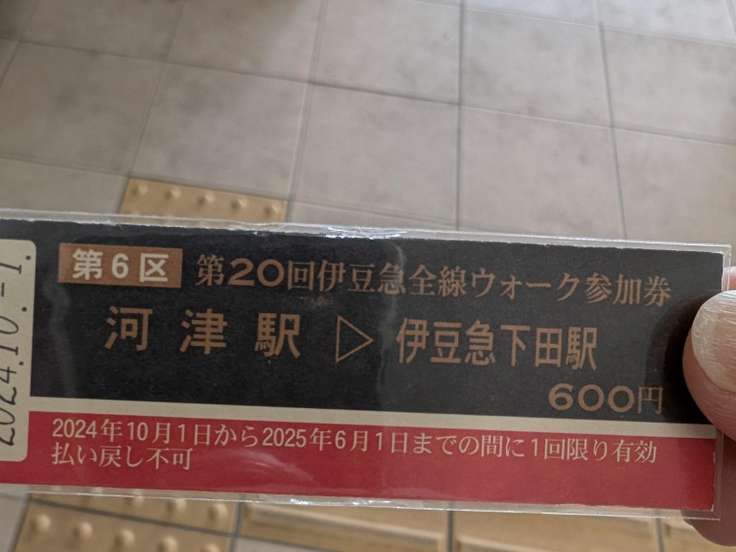 第6区 第20回伊豆急全線ウォーク参加券
河津駅 ▷ 伊豆急下田駅
600円
2024年10月1日から2025年6月1日までの間に1回限り有効
払い戻し不可
2024.10.-1.